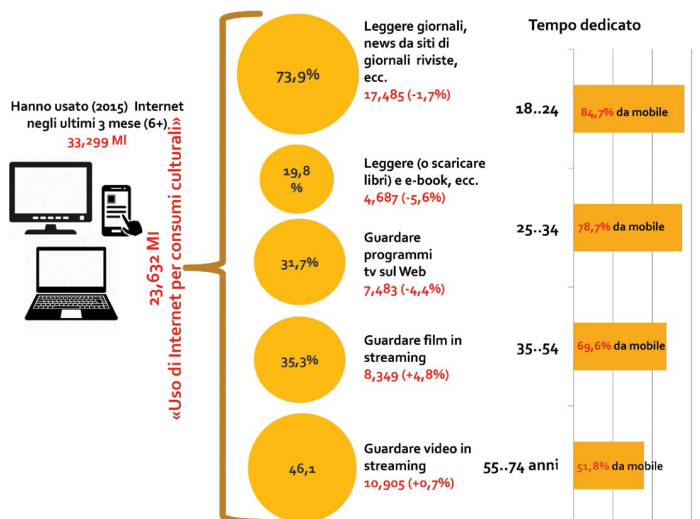 Hanno usato (2015) Internet
negli ultimi 3 mese (6+)
33,299 Ml
23,632 Ml
«Uso di Internet per consumi culturali»
73,9%
Leggere giornali,
news da siti di
giornali riviste,
ecc.
17,485 (-1,7%)
19,8
%
Leggere (o scaricare
libri) e e-book, ecc.
4,687 (-5,6%)
31,7%
Guardare
programmi
tv sul Web
7,483 (-4,4%)
35,3%
Guardare film in
streaming
8,349 (+4,8%)
46,1
Guardare video in
streaming
10,905 (+0,7%)
Tempo dedicato
18..24
84,7% da mobile
25..34
78,7% da mobile
35..54
69,6% da mobile
55..74 anni
51,8% da mobile